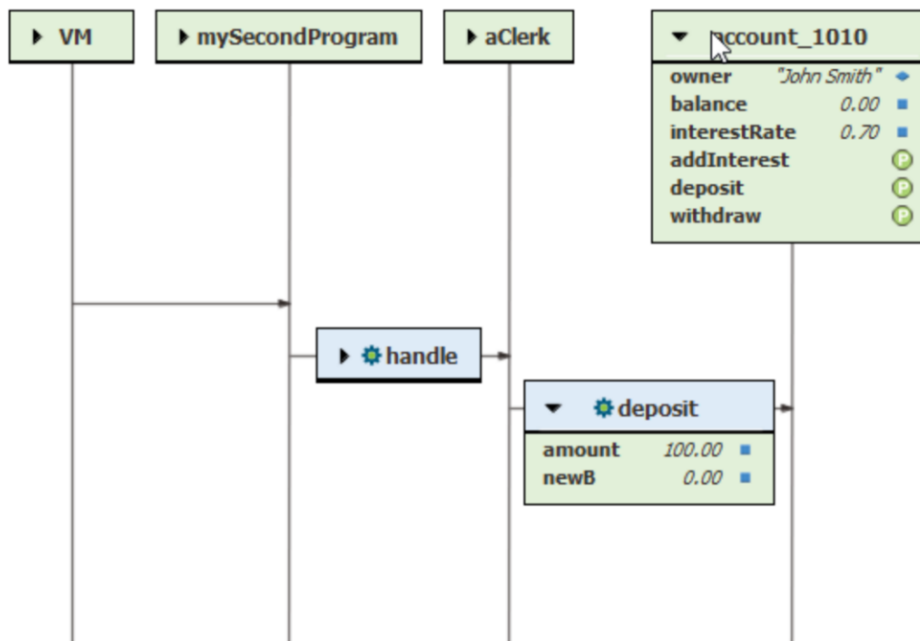 VM
mySecondProgram
aClerk
account_1010
owner "John Smith"
balance 0.00
interestRate 0.70
addInterest P
deposit P
withdraw P
handle
deposit
amount 100.00
newB 0.00